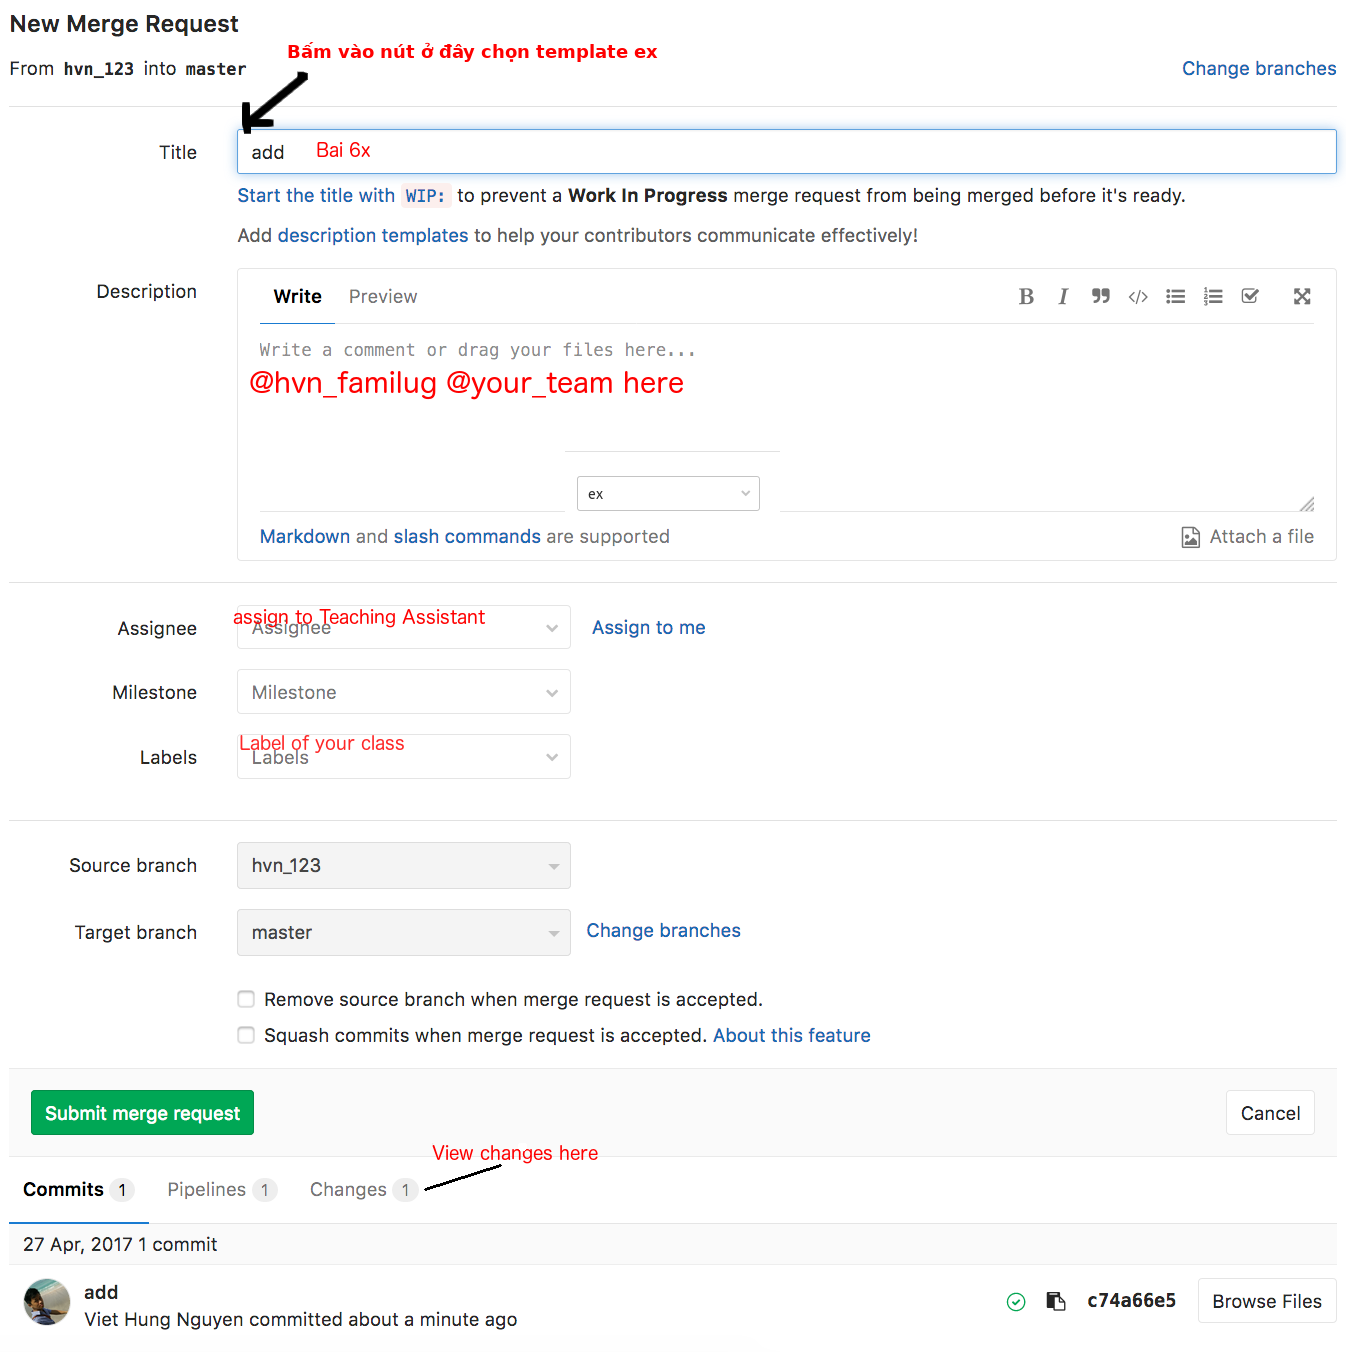 New Merge Request
Bấm vào nút ở đây chọn template ex
From hvn_123 into master
Change branches
Title
add
Bai 6x
Start the title with WIP: to prevent a Work In Progress merge request from being merged before it's ready.
Add description templates to help your contributors communicate effectively!
Description
Write Preview
Write a comment or drag your files here...
@hvn_familug @your_team here
ex
Markdown and slash commands are supported
Attach a file
Assignee
assign to Teaching Assistant
Assignee
Assign to me
Milestone
Milestone
Labels
Label of your class
Labels
Source branch
hvn_123
Target branch
master
Change branches
Remove source branch when merge request is accepted.
Squash commits when merge request is accepted. About this feature
Submit merge request
Cancel
View changes here
Commits 1 Pipelines 1 Changes 1
27 Apr, 2017 1 commit
add
Viet Hung Nguyen committed about a minute ago
c74a66e5
Browse Files